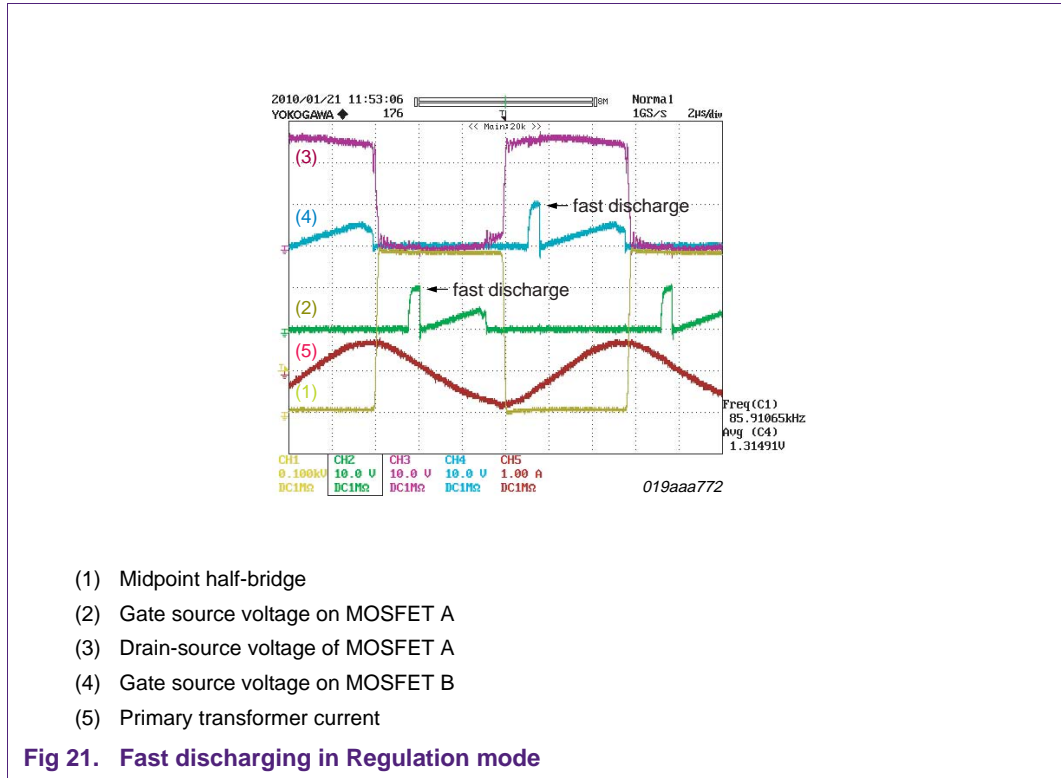 2010/01/21 11:53:06
8M
Normal
YOKOGAWA ◆
176
T
1GS/s
2µs/div
<< Main:20k >>
(3)
(4)
fast discharge
fast discharge
(2)
(5)
(1)
Freq(C1)
85.91065kHz
Avg (C4)
1.31491V
CH1 CH2 CH3 CH4 CH5
0.100kV 10.0 V 10.0 V 10.0 V 1.00 A
DC1MΩ DC1MΩ DC1MΩ DC1MΩ DC1MΩ
019aaa772
(1) Midpoint half-bridge
(2) Gate source voltage on MOSFET A
(3) Drain-source voltage of MOSFET A
(4) Gate source voltage on MOSFET B
(5) Primary transformer current
Fig 21. Fast discharging in Regulation mode